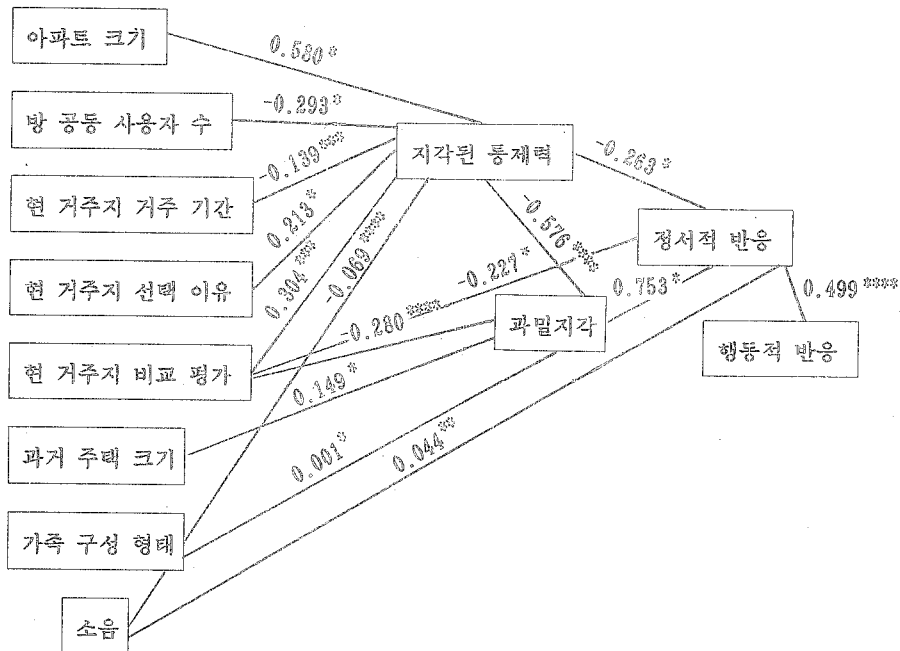 아파트 크기
0.530*
방 공동 사용자 수
-0.293*
지각된 통제력
-0.139***
-0.263*
현 거주지 거주 기간
0.213*
-0.576****
정서적 반응
현 거주지 선택 이유
0.304***
-0.069****
-0.227*
0.753*
0.499****
-0.280****
과밀지각
행동적 반응
현 거주지 비교 평가
0.149*
과거 주택 크기
0.001*
0.044**
가족 구성 형태
소음